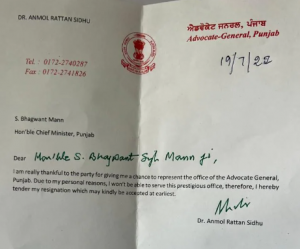 DR. ANMOL RATTAN SIDHU
ਐਡਵੋਕੇਟ ਜਨਰਲ, ਪੰਜਾਬ
Advocate-General, Punjab
Tel. : 0172-2740287
Fax : 0172-2741826
19/7/22
S. Bhagwant Mann
Hon'ble Chief Minister, Punjab
Dear Hon'ble S. Bhagwant Singh Mann ji,
I am really thankful to the party for giving me a chance to represent the office of the Advocate General,
Punjab. Due to my personal reasons, I won't be able to serve this prestigious office, therefore, I hereby
tender my resignation which may kindly be accepted at earliest.
Dr. Anmol Rattan Sidhu